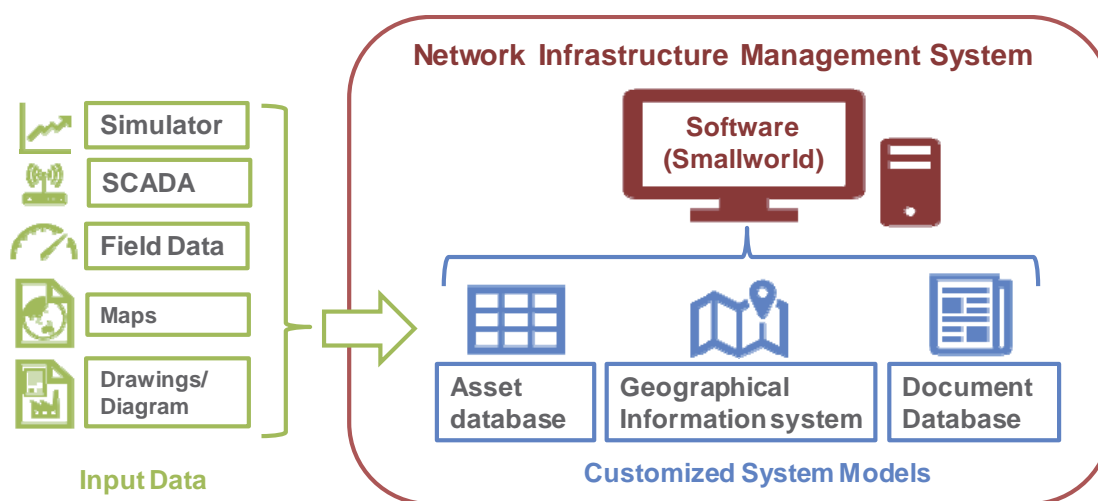 Network Infrastructure Management System
Simulator
SCADA
Field Data
Maps
Drawings/
Diagram
Input Data
Software
(Smallworld)
Asset
database
Geographical
Information system
Document
Database
Customized System Models